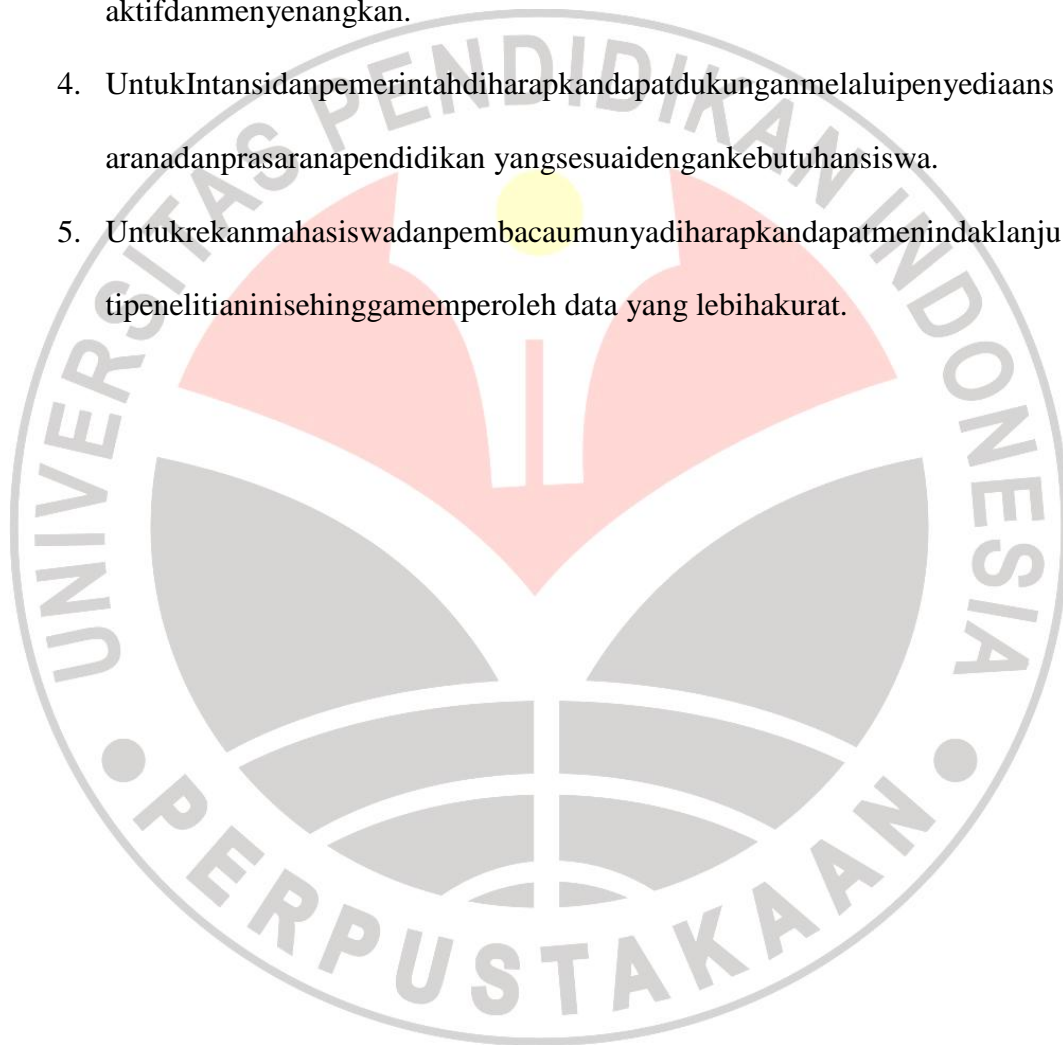 aktifdanmenyenangkan.
4. UntukIntansidanpemerintahdiharapkandapatdukunganmelaluipenyediaans
aranadanprasaranapendidikan yangsesuaidengankebutuhansiswa.
5. Untukrekanmahasiswadanpembacaumunyadiharapkandapatmenindaklanju
tipenelitianinisehinggamemperoleh data yang lebihakurat.
UNIVERSITAS PENDIDIKAN INDONESIA
PERPUSTAKAAN